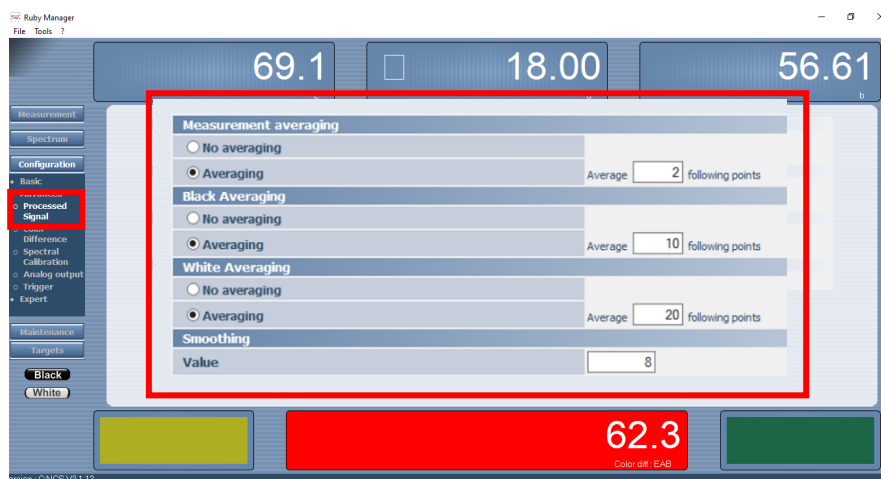 Ruby Manager
File Tools ?
69.1
18.00
56.61
b
Measurement
Spectrum
Configuration
Basic
Processed
Signal
Difference
Spectral
Calibration
Analog output
Trigger
Expert
Maintenance
Targets
Black
White
Measurement averaging
No averaging
Averaging
Average 2 following points
Black Averaging
No averaging
Averaging
Average 10 following points
White Averaging
No averaging
Averaging
Average 20 following points
Smoothing
Value
8
62.3
Color diff : EAB